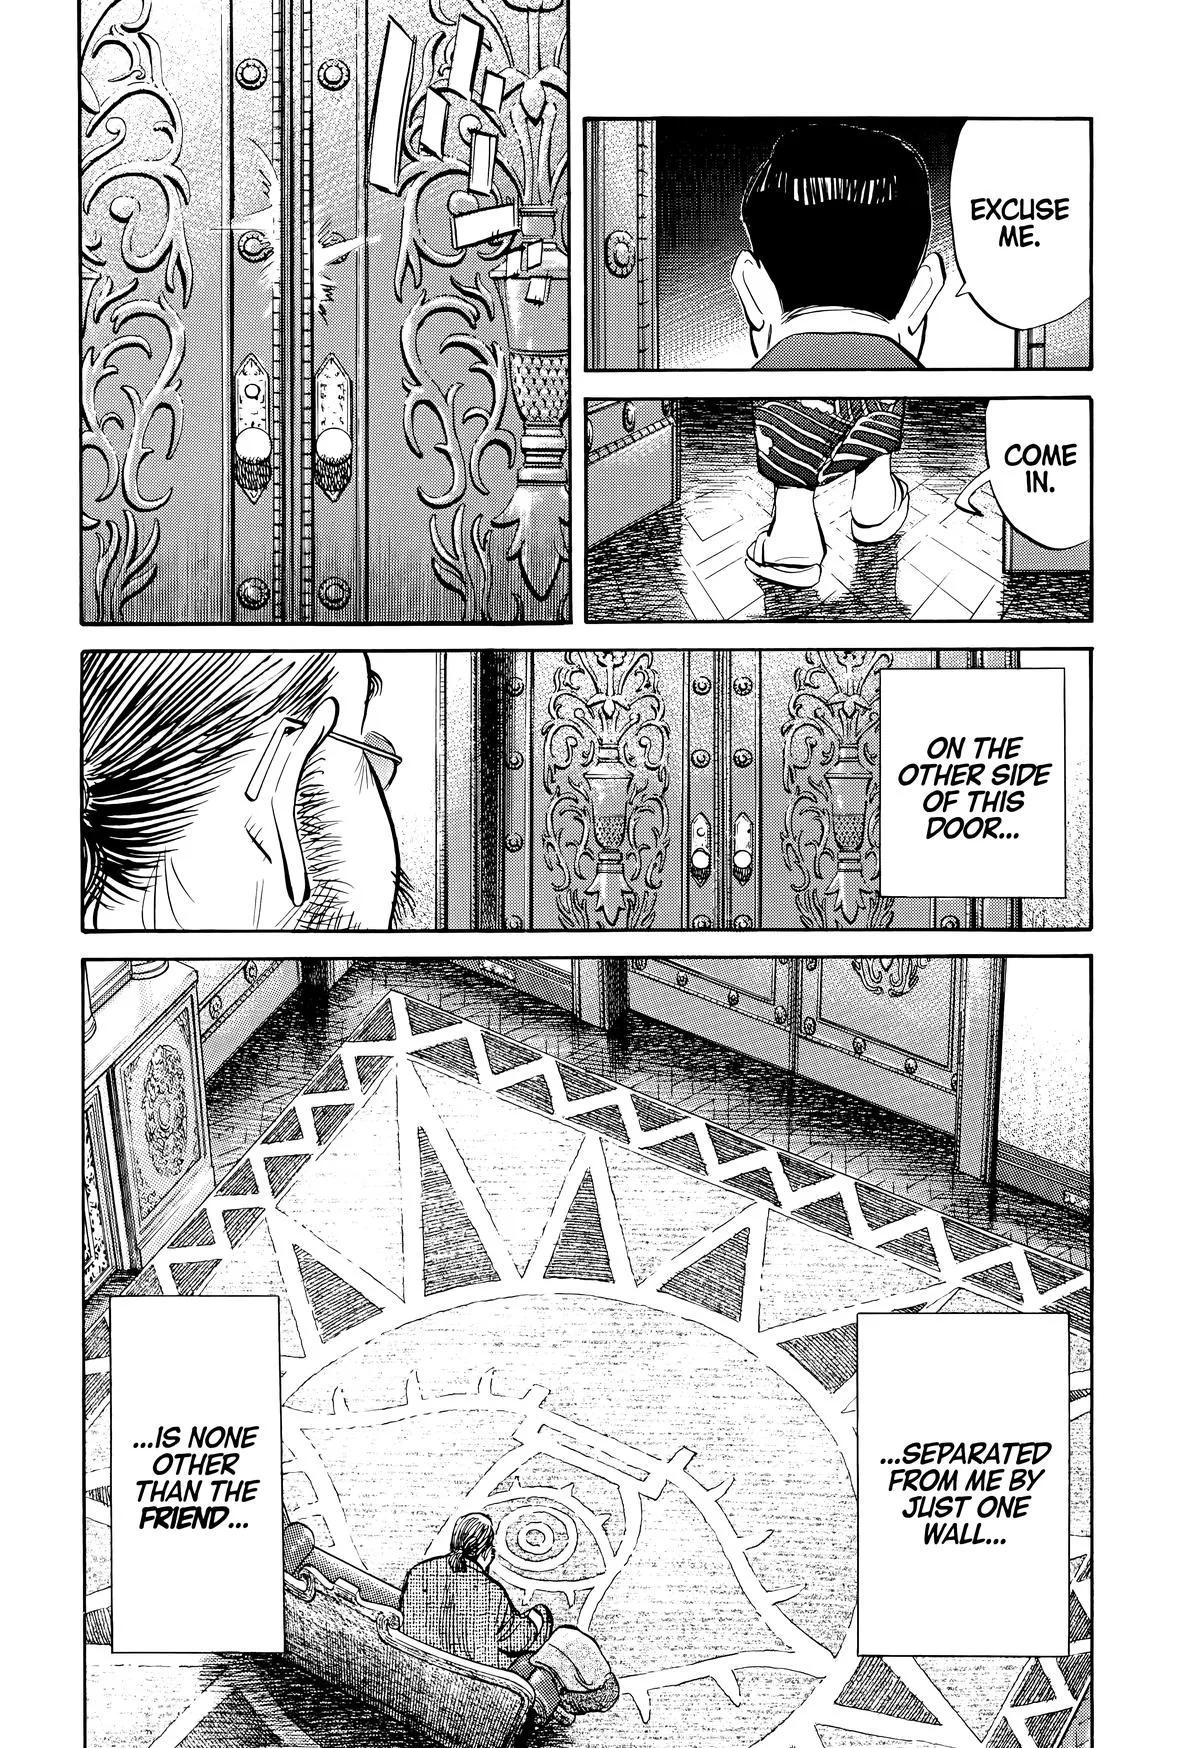 EXCUSE
ME.
COME
IN.
ON THE
OTHER SIDE
OF THIS
DOOR...
...SEPARATED
FROM ME BY
JUST ONE
WALL...
...IS NONE
OTHER
THAN THE
FRIEND...